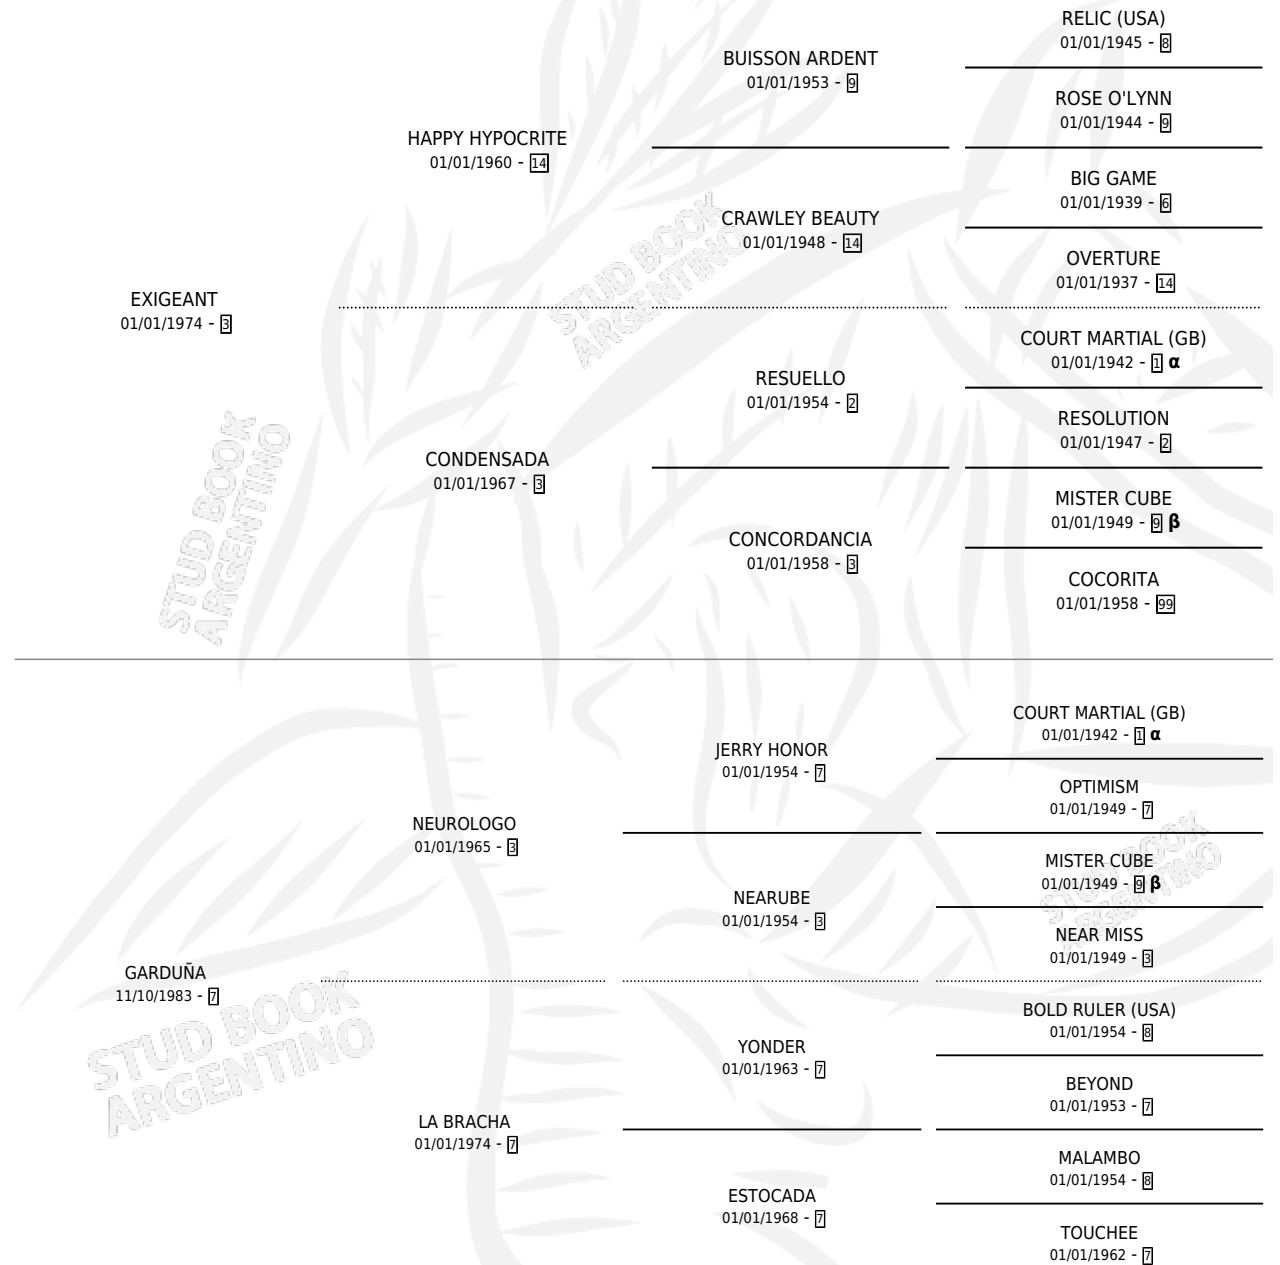 RELIC (USA)
01/01/1945 - 8
BUISSON ARDENT
01/01/1953 - 9
ROSE O'LYNN
01/01/1944 - 9
HAPPY HYPOCRITE
01/01/1960 - 14
BIG GAME
01/01/1939 - 6
CRAWLEY BEAUTY
01/01/1948 - 14
OVERTURE
01/01/1937 - 14
EXIGEANT
01/01/1974 - 3
COURT MARTIAL (GB)
01/01/1942 - 1 α
RESUELLO
01/01/1954 - 2
RESOLUTION
01/01/1947 - 2
CONDENSADA
01/01/1967 - 3
MISTER CUBE
01/01/1949 - 9 β
CONCORDANCIA
01/01/1958 - 3
COCORITA
01/01/1958 - 99
COURT MARTIAL (GB)
01/01/1942 - 1 α
JERRY HONOR
01/01/1954 - 7
OPTIMISM
01/01/1949 - 7
NEUROLOGO
01/01/1965 - 3
MISTER CUBE
01/01/1949 - 9 β
NEARUBE
01/01/1954 - 3
NEAR MISS
01/01/1949 - 3
GARDUÑA
11/10/1983 - 7
BOLD RULER (USA)
01/01/1954 - 8
YONDER
01/01/1963 - 7
BEYOND
01/01/1953 - 7
LA BRACHA
01/01/1974 - 7
MALAMBO
01/01/1954 - 8
ESTOCADA
01/01/1968 - 7
TOUCHEE
01/01/1962 - 7
STUD BOOK
ARGENTINO
STUD BOOK
ARGENTINO
STUD BOOK
ARGENTINO
STUD BOOK
ARGENTINO